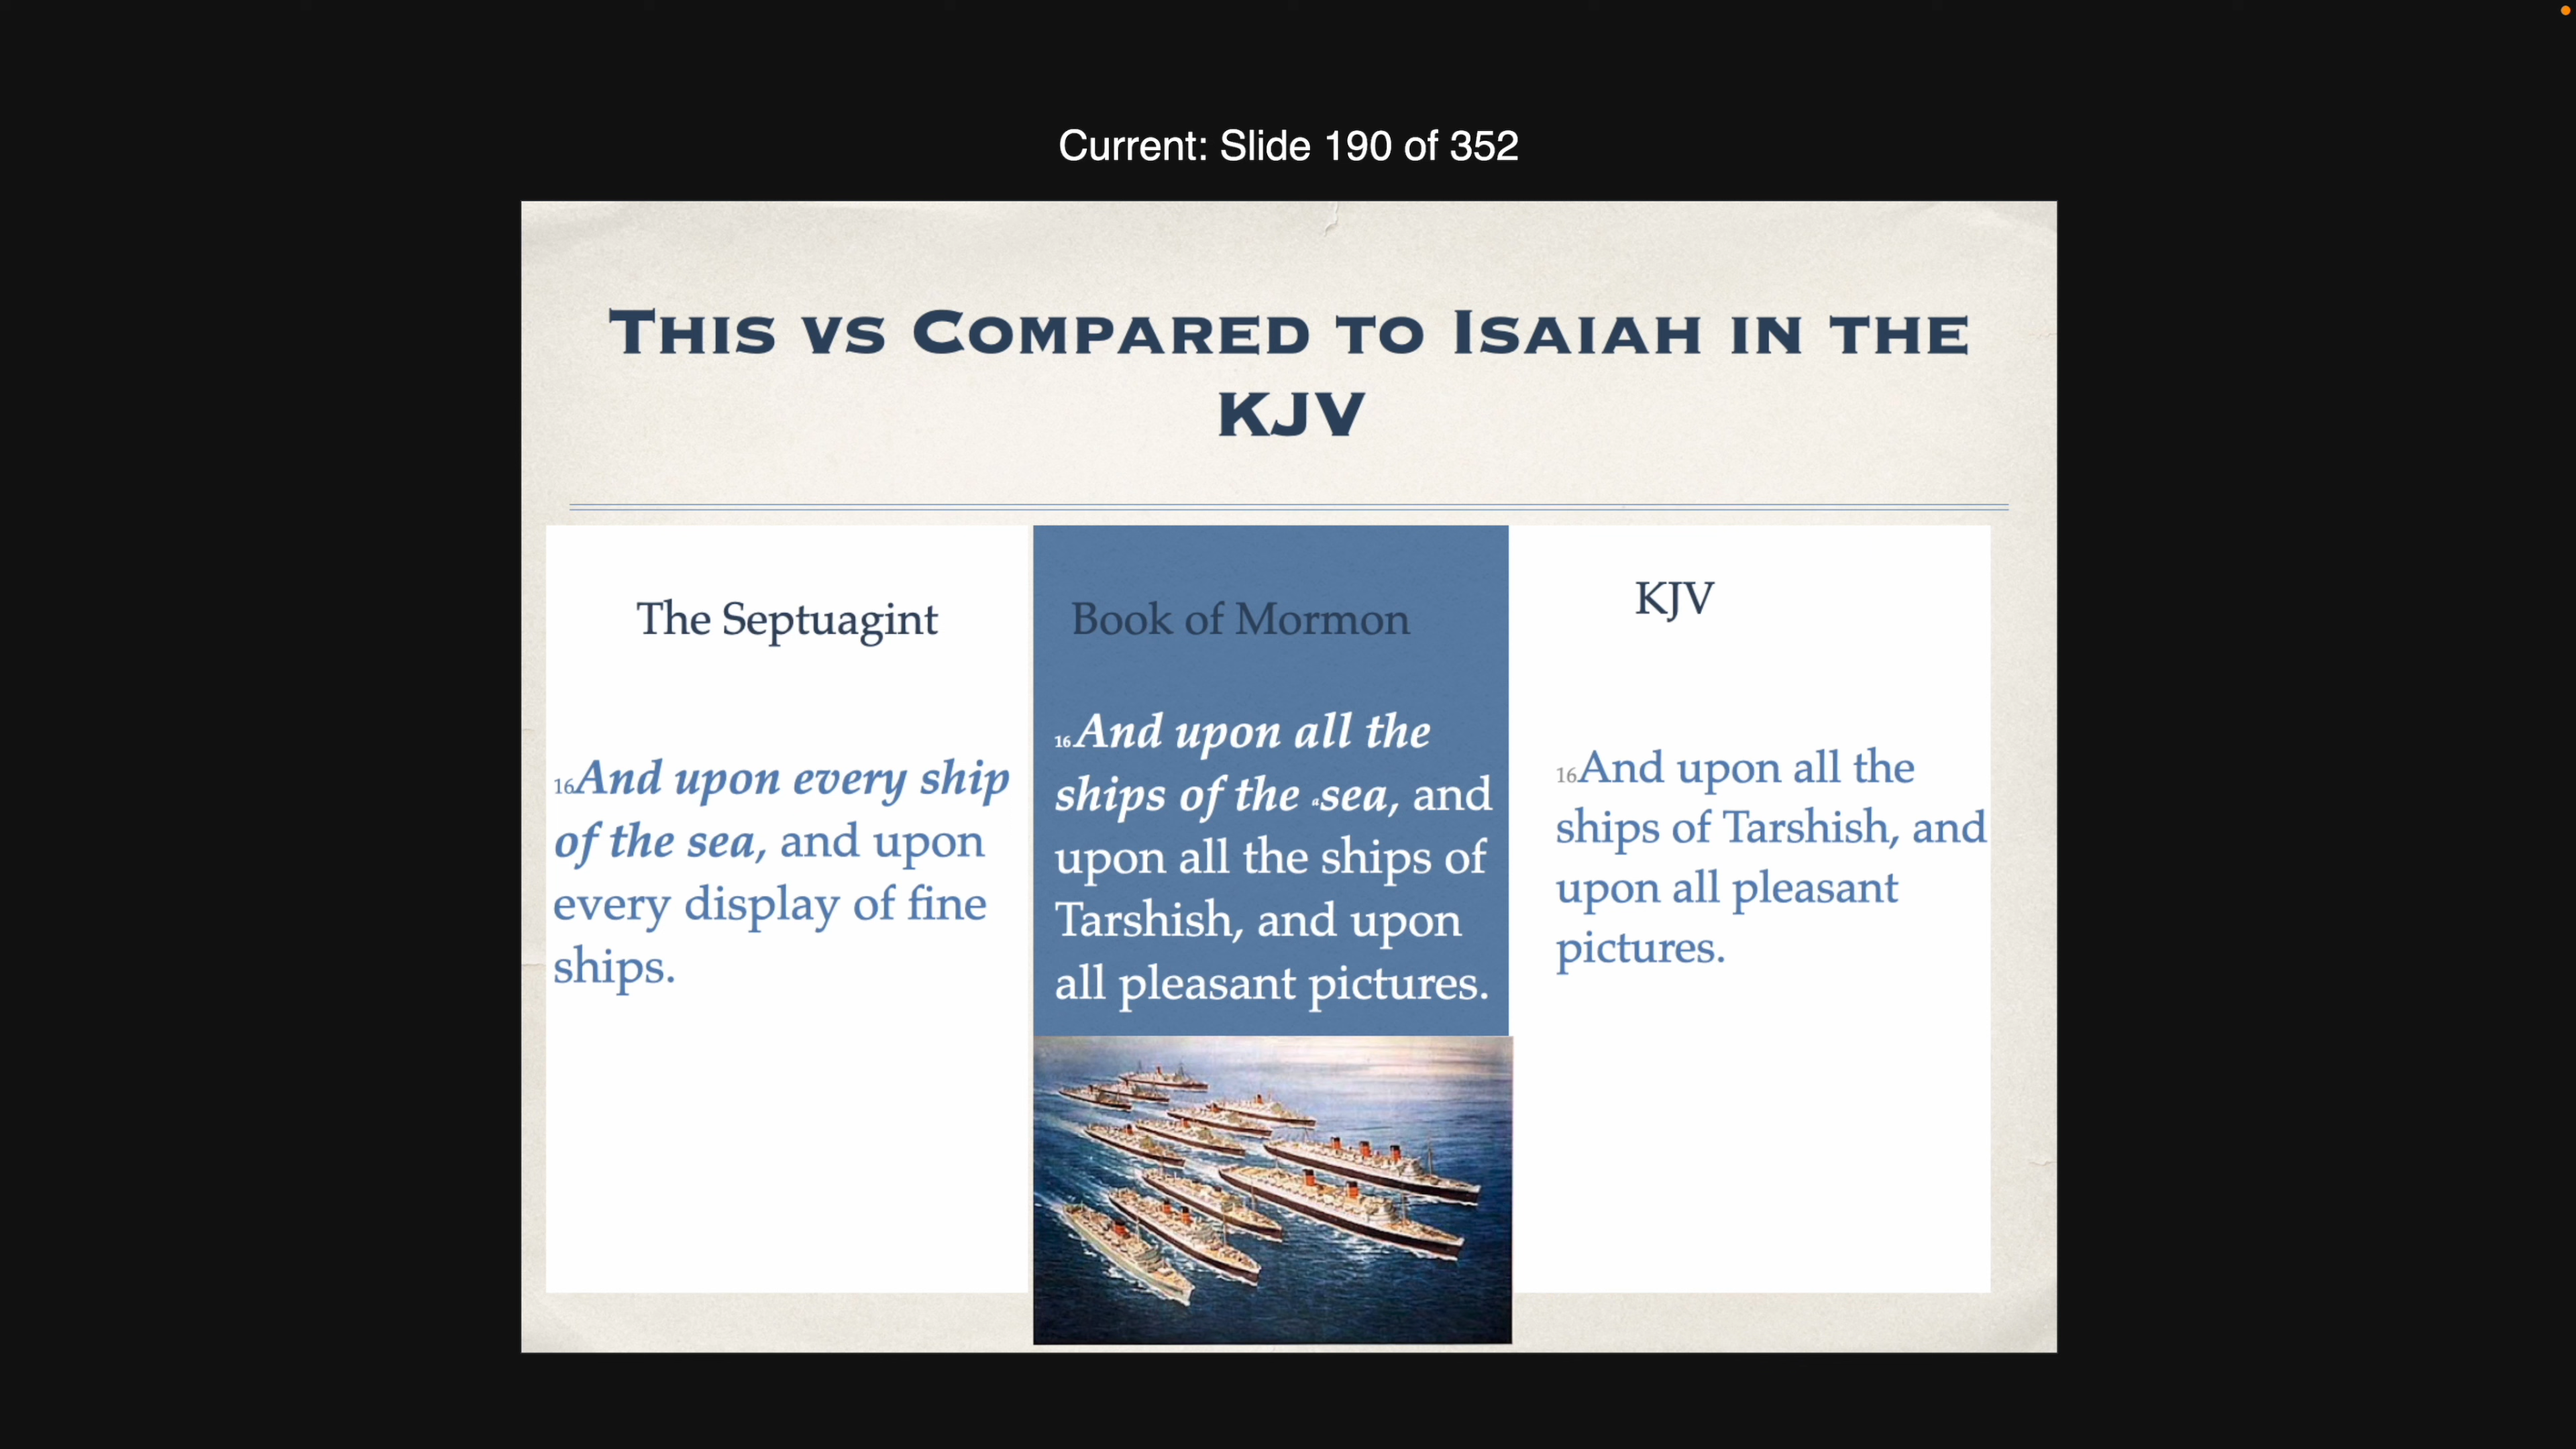 Current: Slide 190 of 352
This vs Compared to Isaiah in the
KJV
The Septuagint
16And upon every ship
of the sea, and upon
every display of fine
ships.
Book of Mormon
16And upon all the
ships of the asea, and
upon all the ships of
Tarshish, and upon
all pleasant pictures.
KJV
16And upon all the
ships of Tarshish, and
upon all pleasant
pictures.